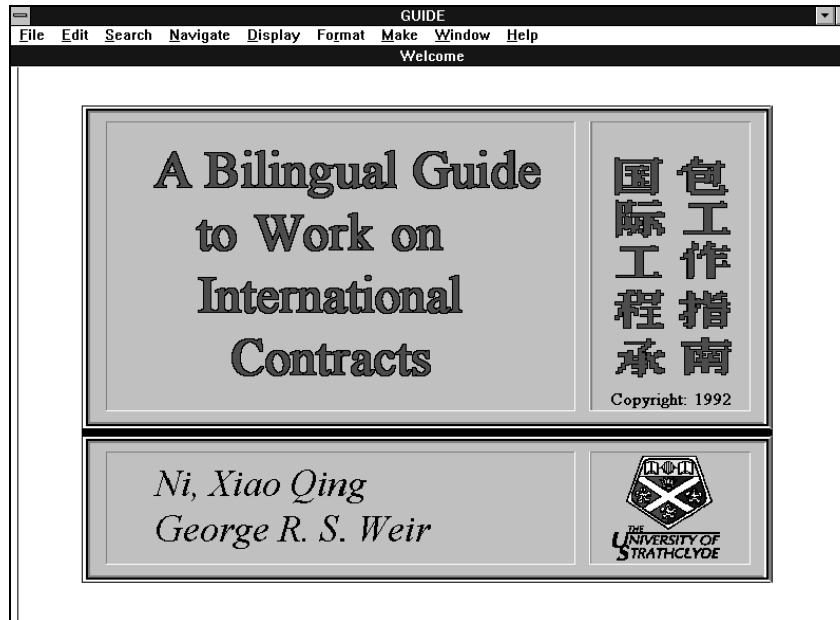 GUIDE
File Edit Search Navigate Display Format Make Window Help
Welcome
A Bilingual Guide
to Work on
International
Contracts
国际工程承
包工作指南
Copyright: 1992
Ni, Xiao Qing
George R. S. Weir
THE
UNIVERSITY OF
STRATHCLYDE